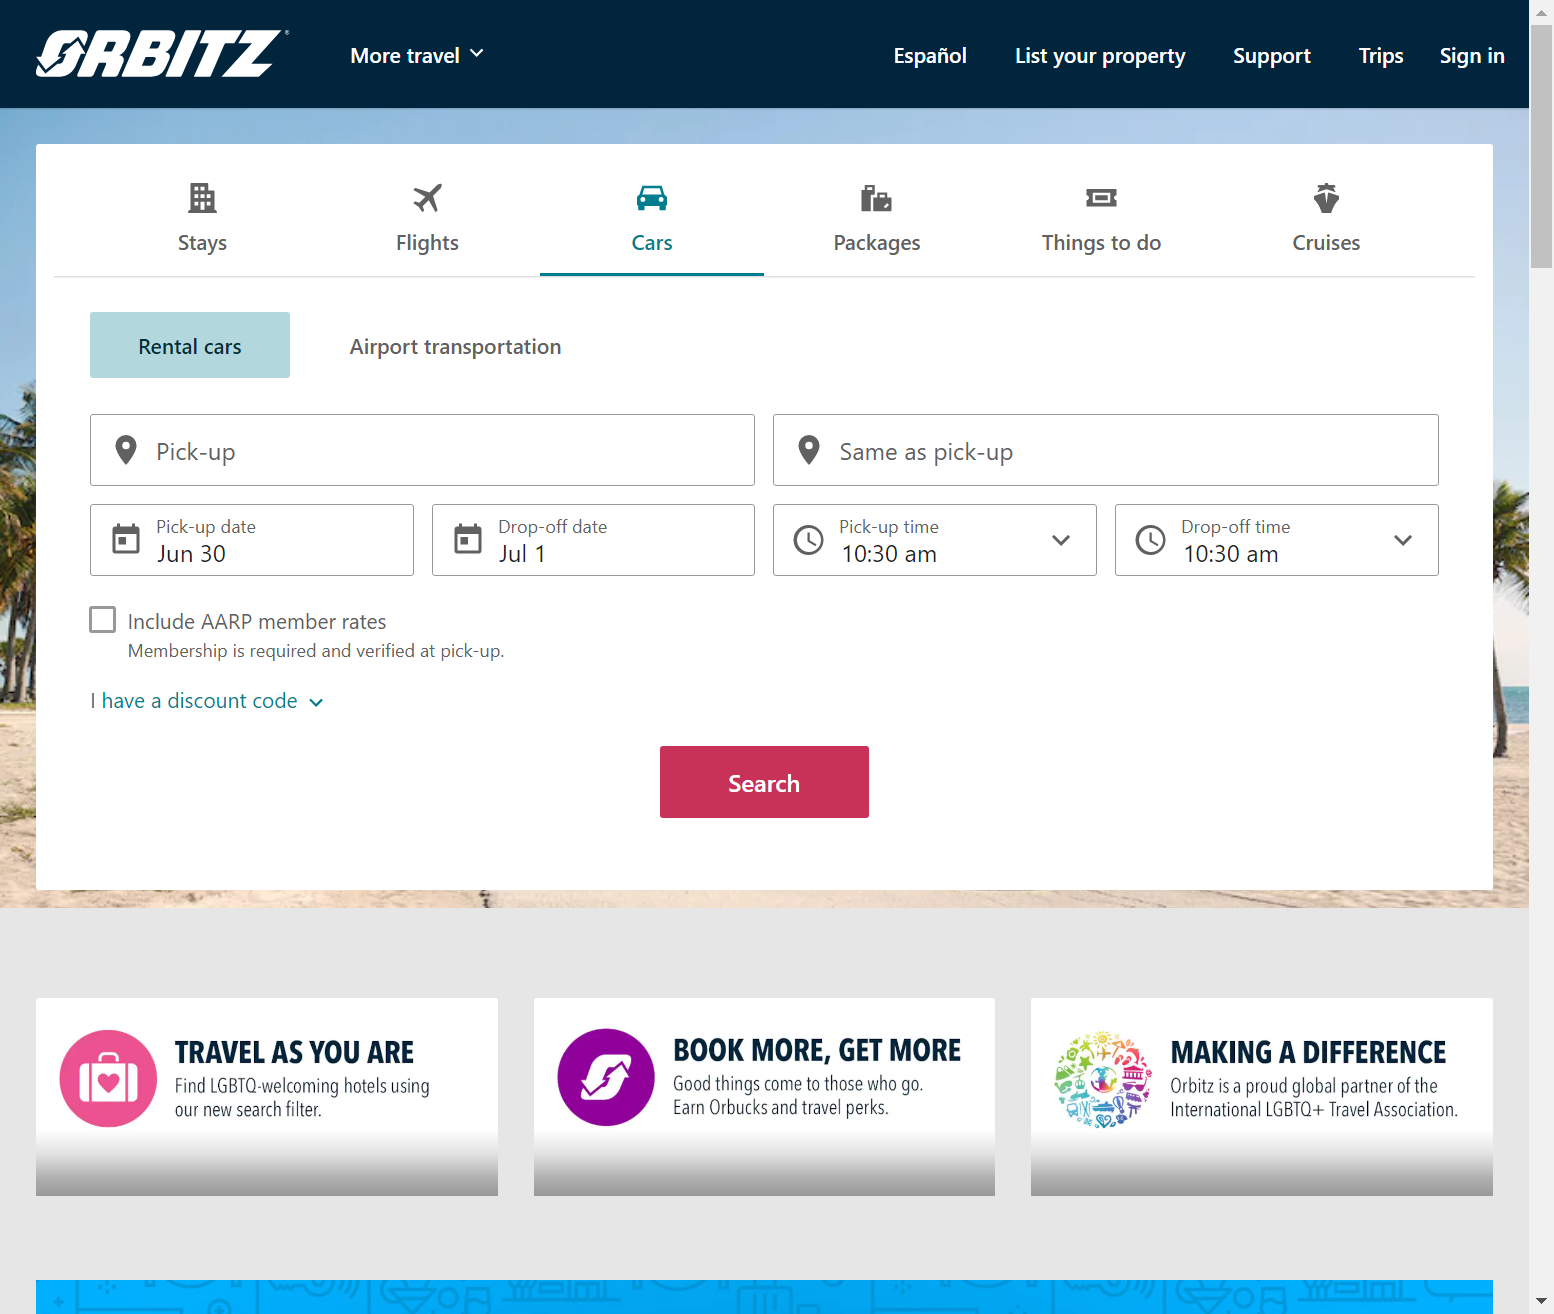 ORBITZ
More travel
Español
List your property
Support
Trips
Sign in
Stays
Flights
Cars
Packages
Things to do
Cruises
Rental cars
Airport transportation
Pick-up
Same as pick-up
Pick-up date
Jun 30
Drop-off date
Jul 1
Pick-up time
10:30 am
Drop-off time
10:30 am
Include AARP member rates
Membership is required and verified at pick-up.
I have a discount code
Search
TRAVEL AS YOU ARE
Find LGBTQ-welcoming hotels using
our new search filter.
BOOK MORE, GET MORE
Good things come to those who go.
Earn Orbucks and travel perks.
MAKING A DIFFERENCE
Orbitz is a proud global partner of the
International LGBTQ+ Travel Association.